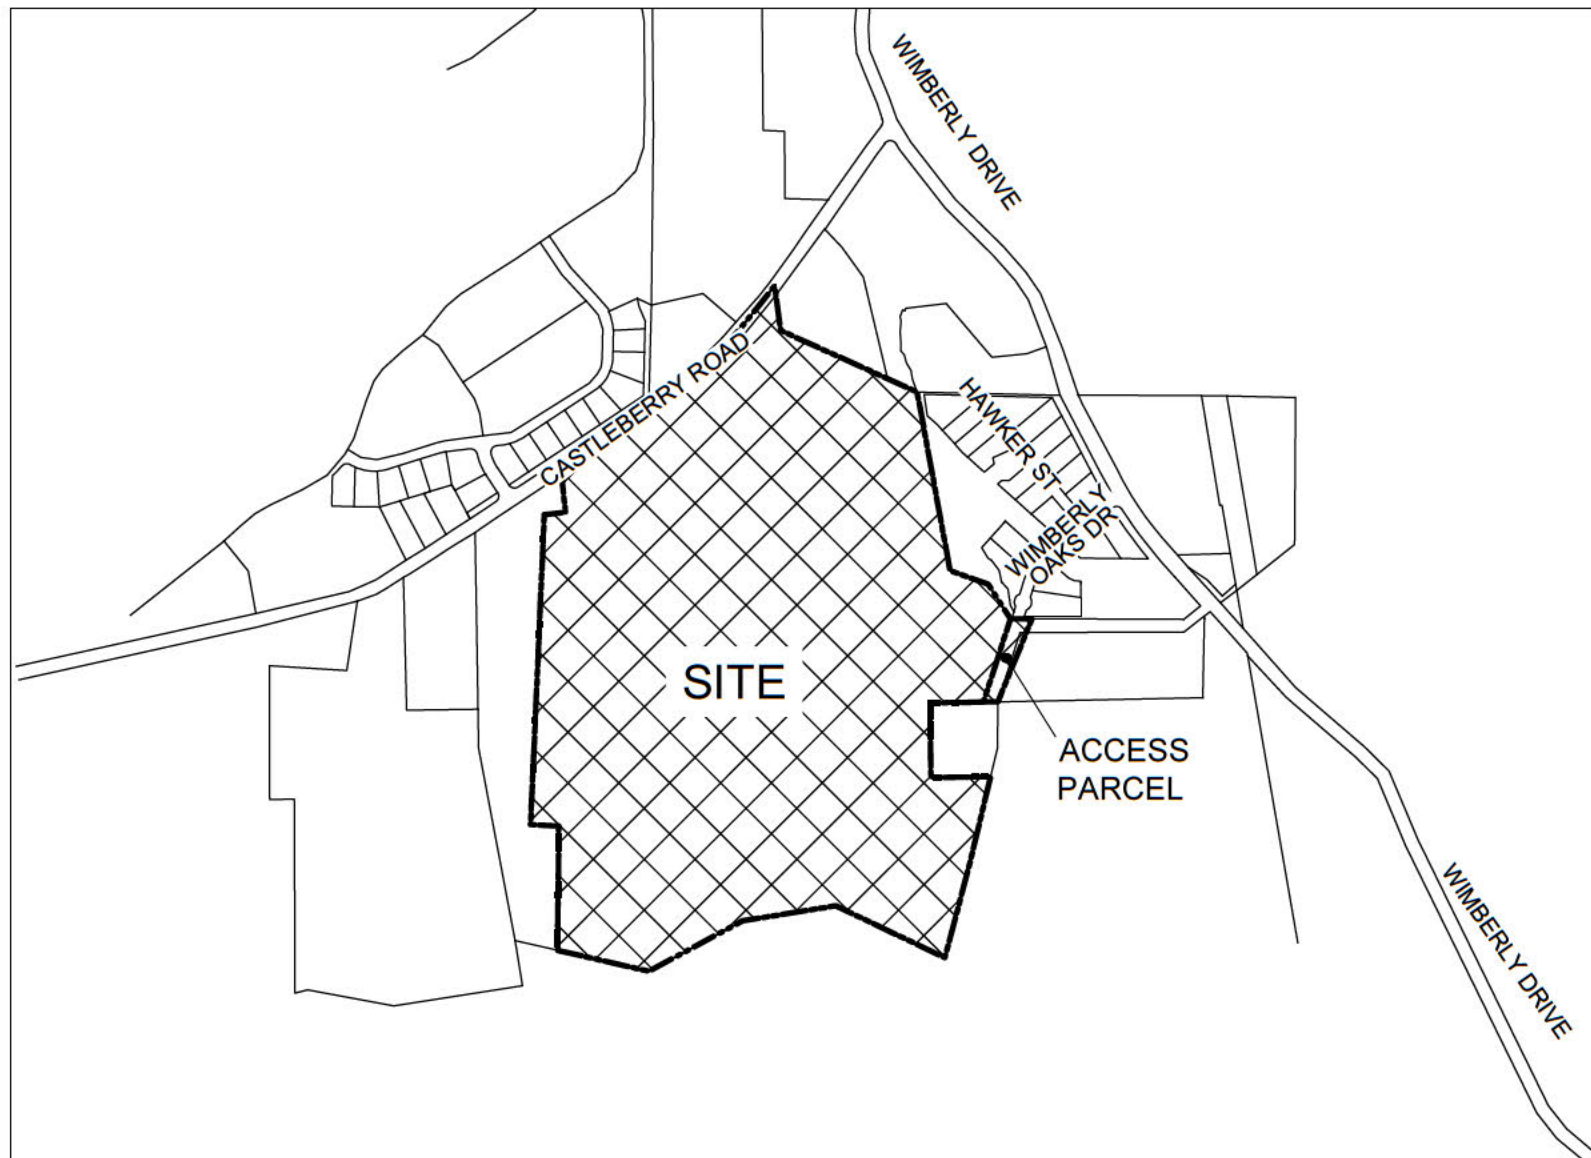 WIMBERLY DRIVE
CASTLEBERRY ROAD
HAWKER ST
WIMBERLY
OAKS DR
SITE
ACCESS
PARCEL
WIMBERLY DRIVE